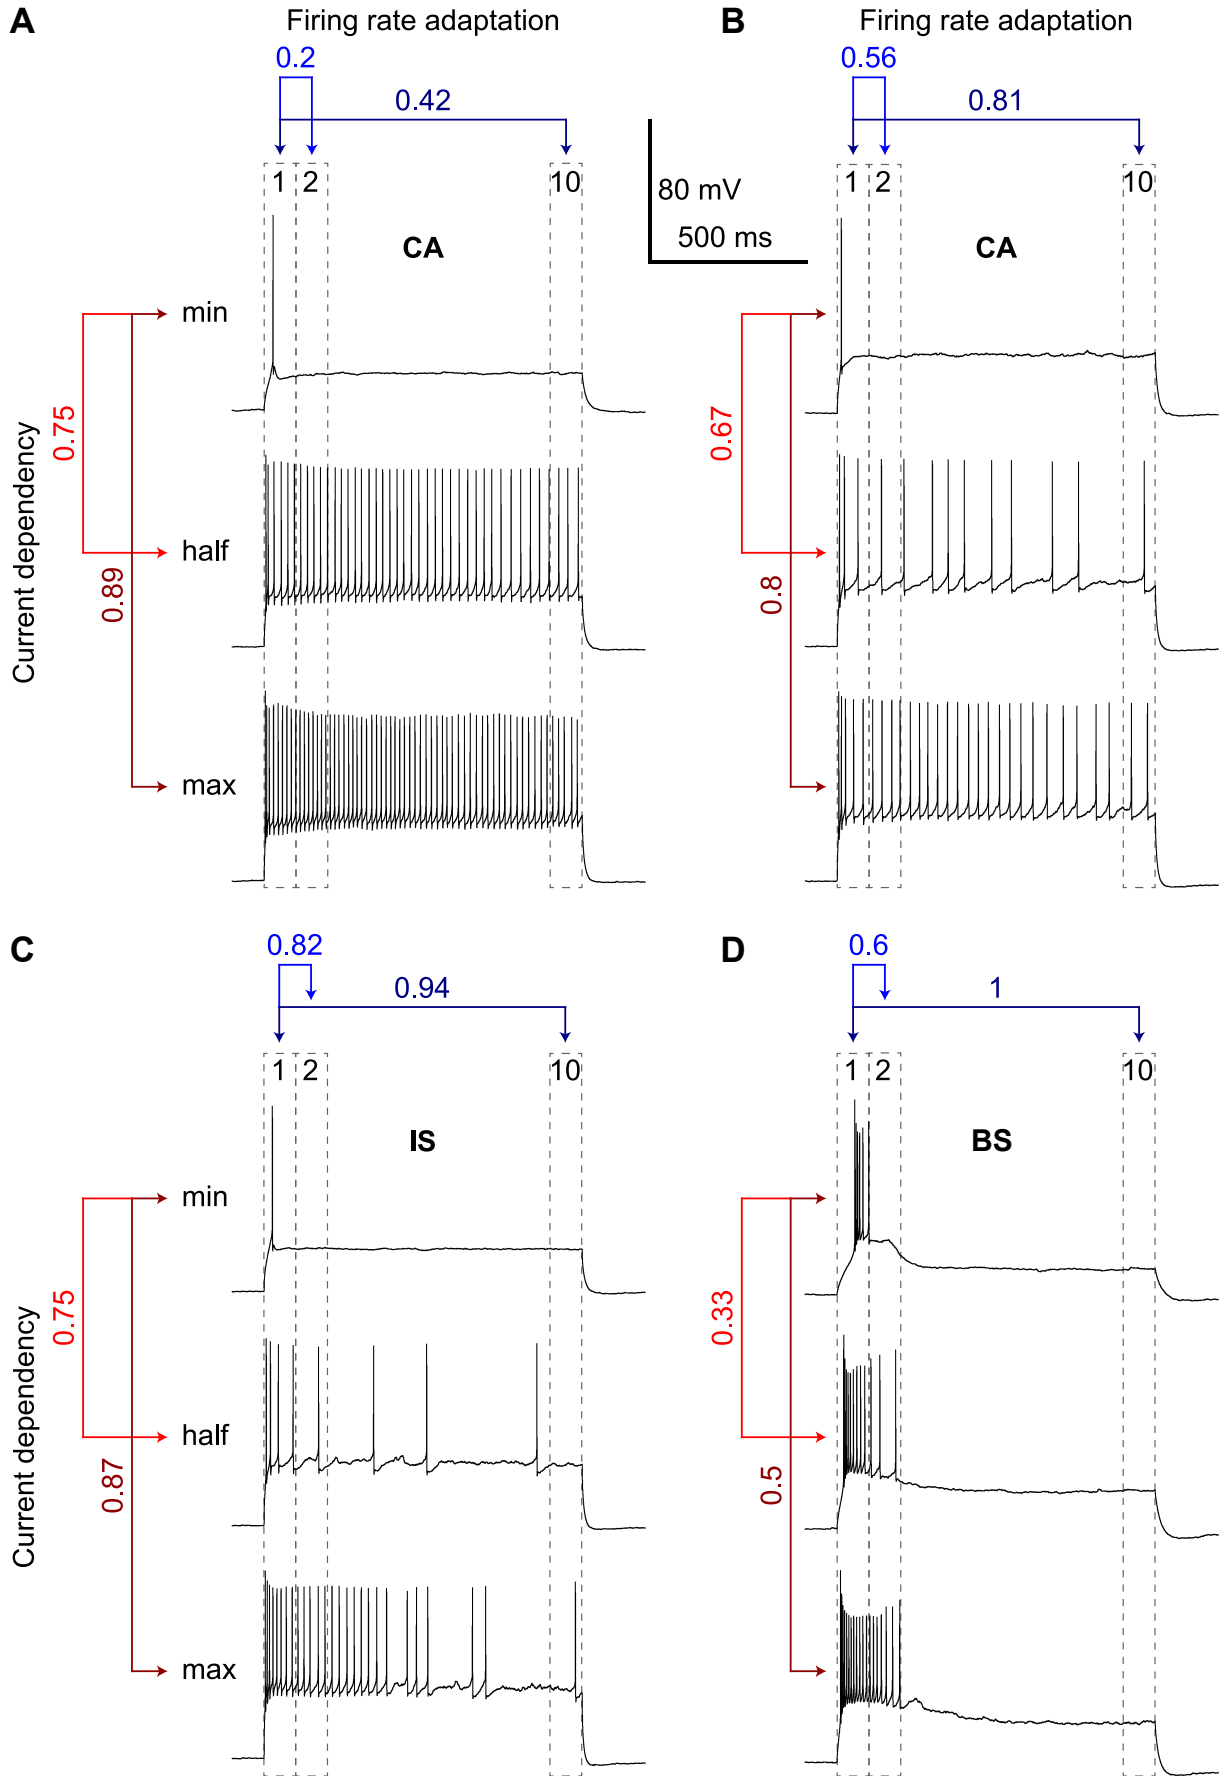 A
Firing rate adaptation
0.2
0.42
1 2 10
CA
min
half
max
0.75
0.89
Current dependency
80 mV
500 ms
B
Firing rate adaptation
0.56
0.81
1 2 10
CA
0.67
0.8
C
0.82
0.94
1 2 10
IS
min
half
max
0.75
0.87
Current dependency
D
0.6
1
1 2 10
BS
0.33
0.5